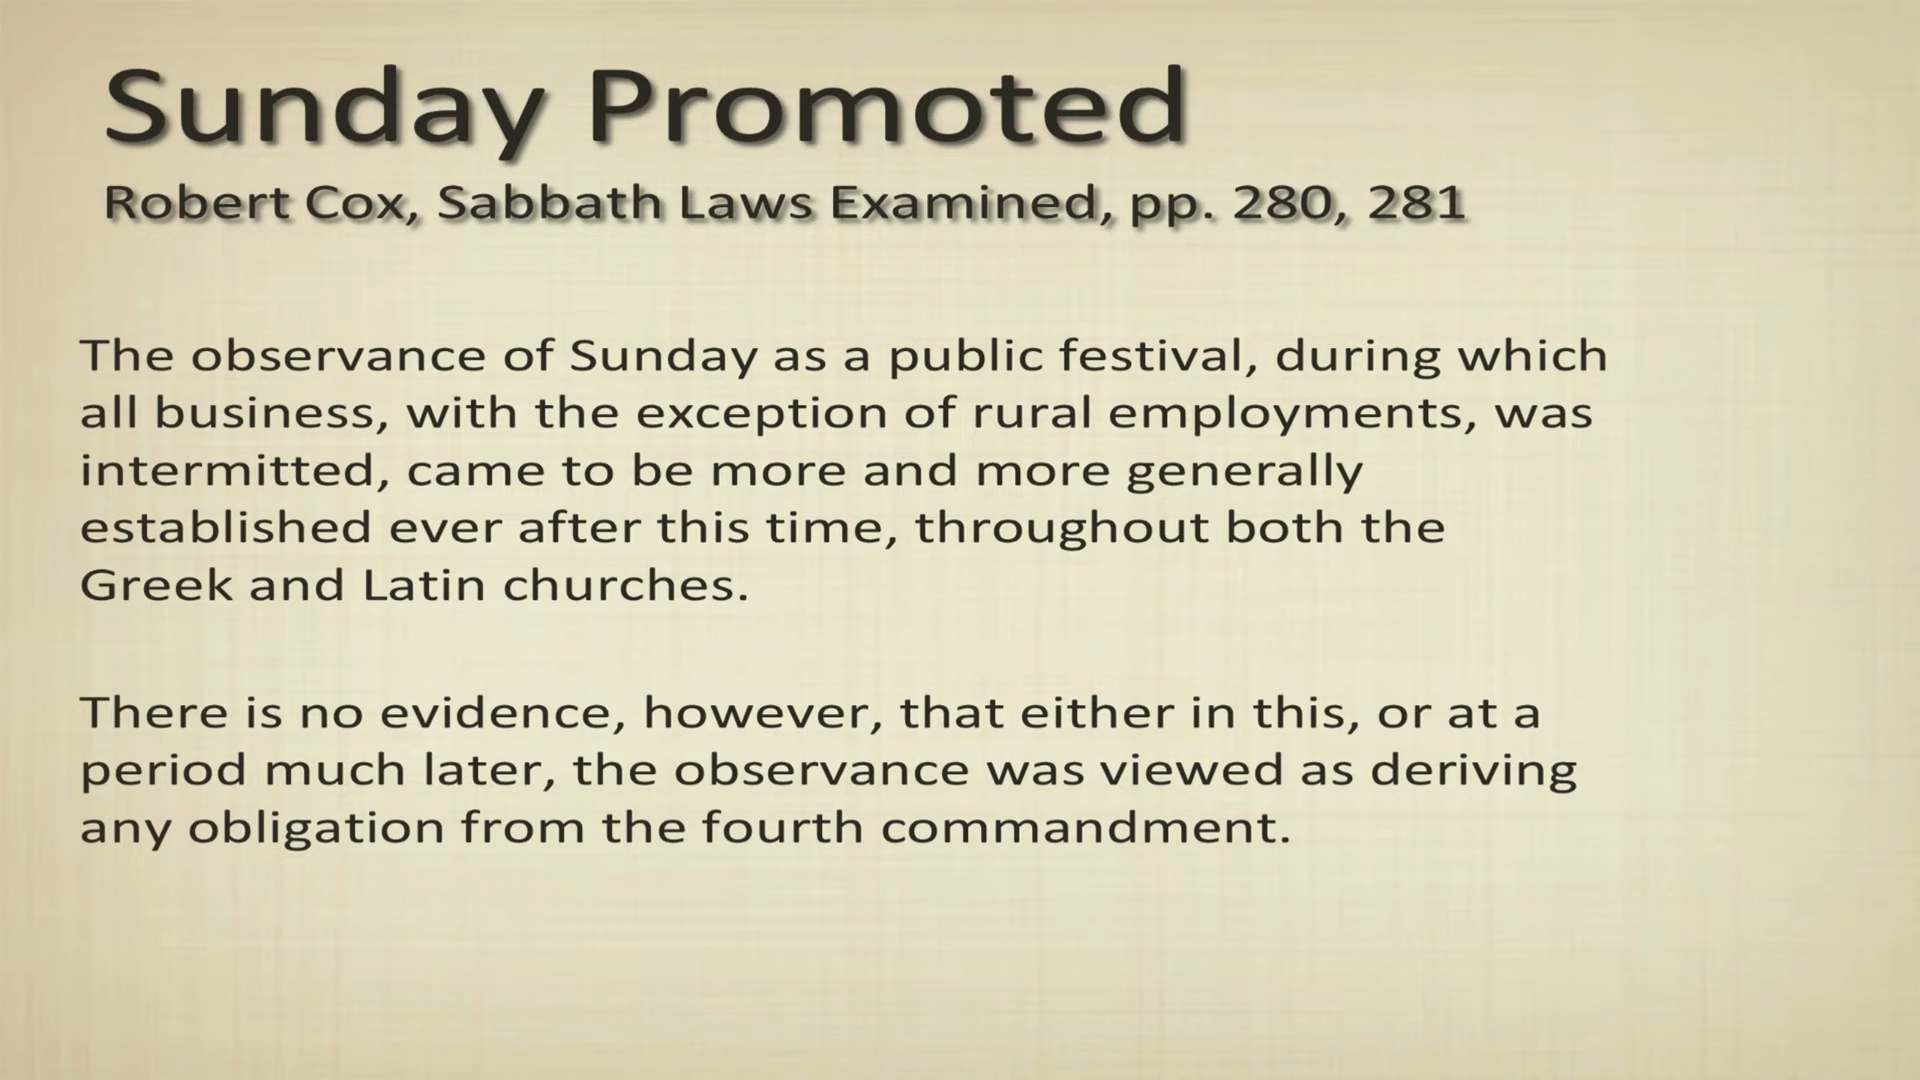 Sunday Promoted
Robert Cox, Sabbath Laws Examined, pp. 280, 281
The observance of Sunday as a public festival, during which
all business, with the exception of rural employments, was
intermitted, came to be more and more generally
established ever after this time, throughout both the
Greek and Latin churches.
There is no evidence, however, that either in this, or at a
period much later, the observance was viewed as deriving
any obligation from the fourth commandment.